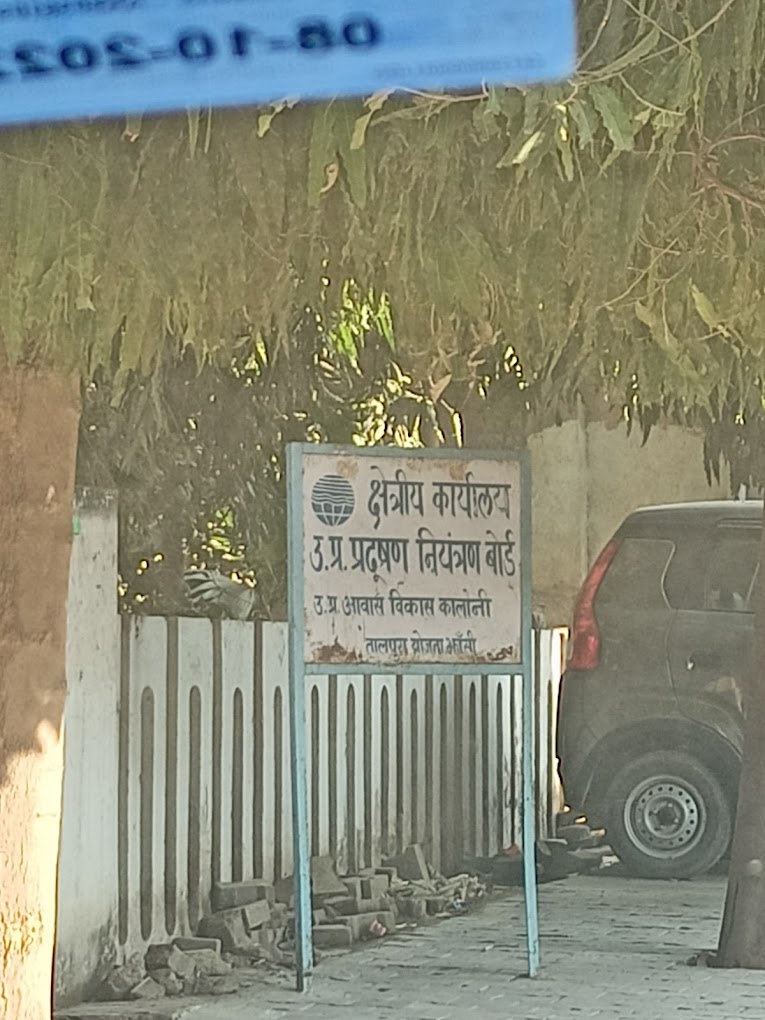 08-10-202
क्षेत्रीय कार्यालय
उ.प्र. प्रदूषण नियंत्रण बोर्ड
उ.प्र. आवास विकास कालोनी
तालपुरा योजना झाँसी